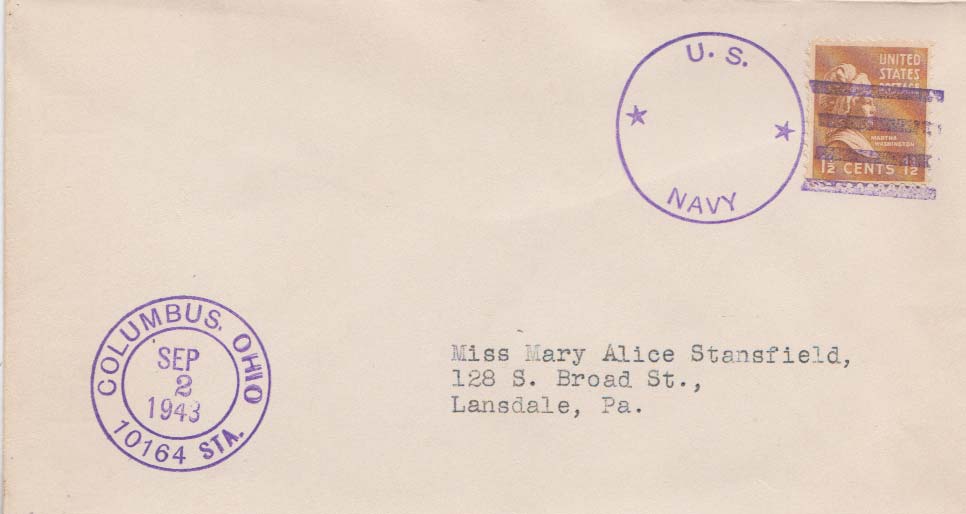 U. S.
NAVY
UNITED
STATES
POSTAGE
MARTHA
WASHINGTON
1½ CENTS 1½
COLUMBUS, OHIO
SEP
2
1943
10164 STA.
Miss Mary Alice Stansfield,
128 S. Broad St.,
Lansdale, Pa.